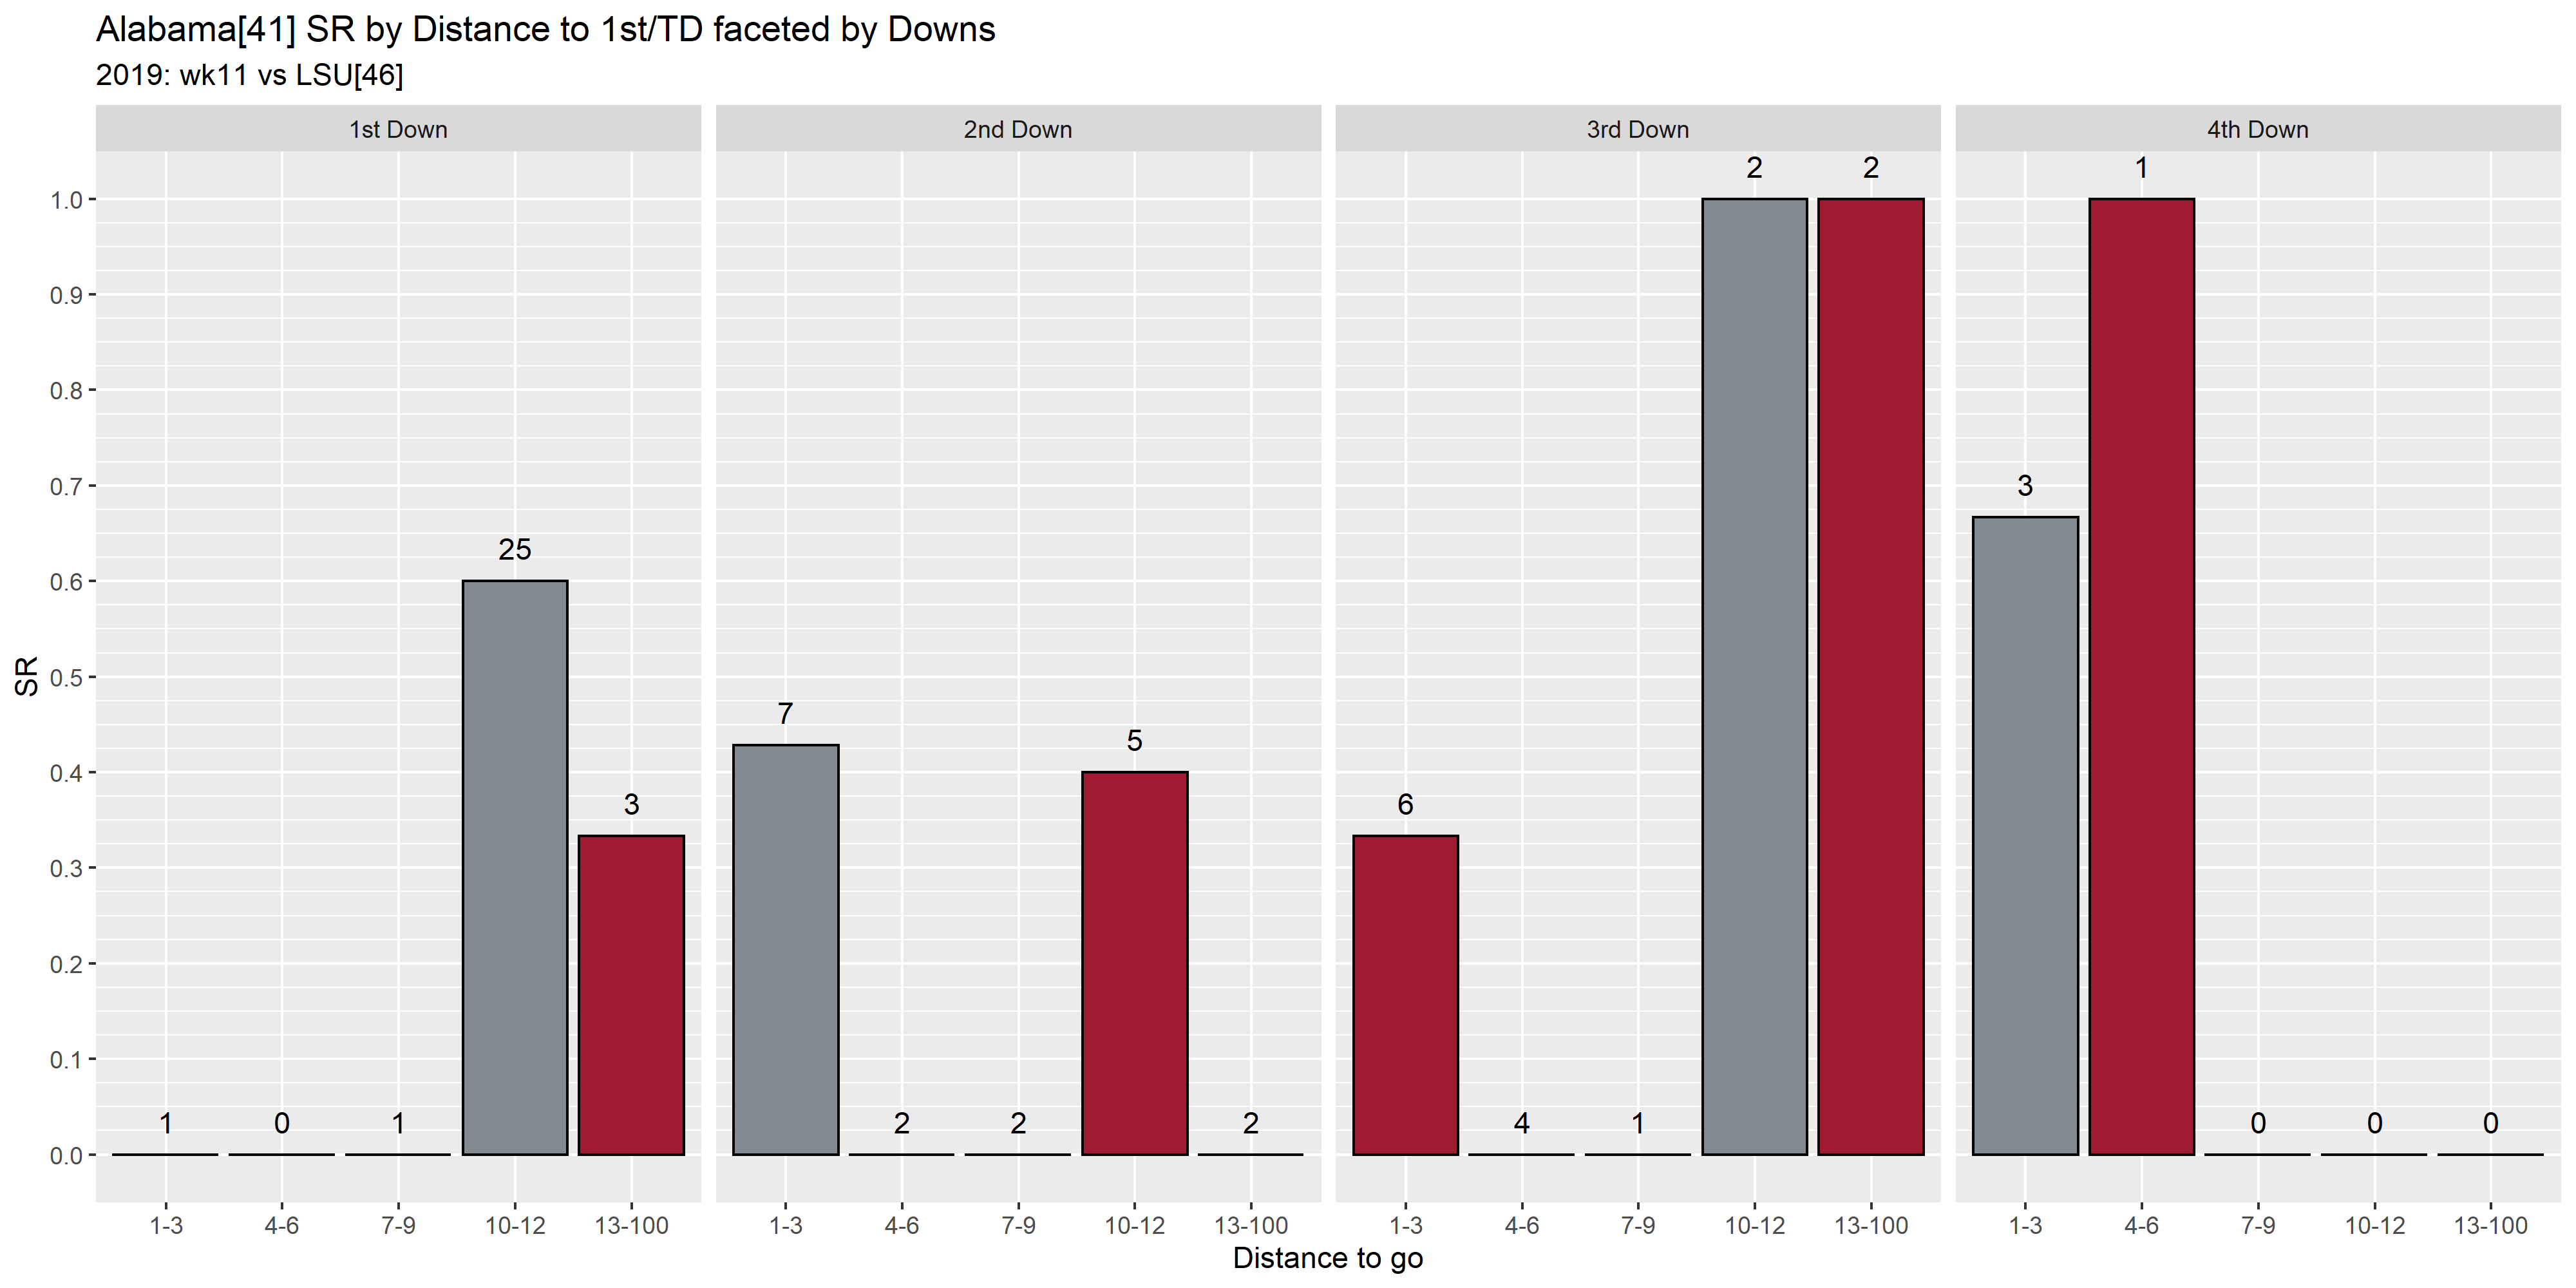 Alabama[41] SR by Distance to 1st/TD faceted by Downs
2019: wk11 vs LSU[46]
1st Down 2nd Down 3rd Down 4th Down
2 2 1
1.0
0.9
0.8
0.7
3
25
0.6
SR
0.5
7
5
0.4
3 6
0.3
0.2
0.1
1 0 1 2 2 2 4 1 0 0 0
0.0
1-3 4-6 7-9 10-12 13-100 1-3 4-6 7-9 10-12 13-100 1-3 4-6 7-9 10-12 13-100 1-3 4-6 7-9 10-12 13-100
Distance to go